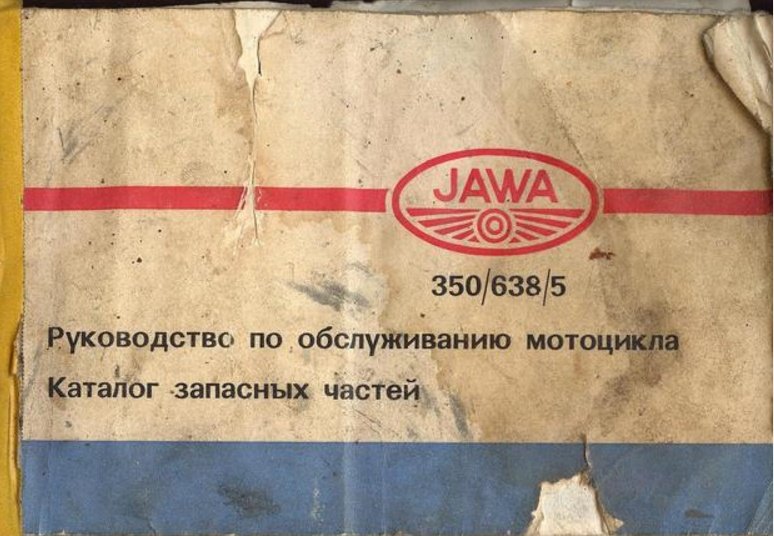 JAWA
350/638/5
Руководство по обслуживанию мотоцикла
Каталог запасных частей